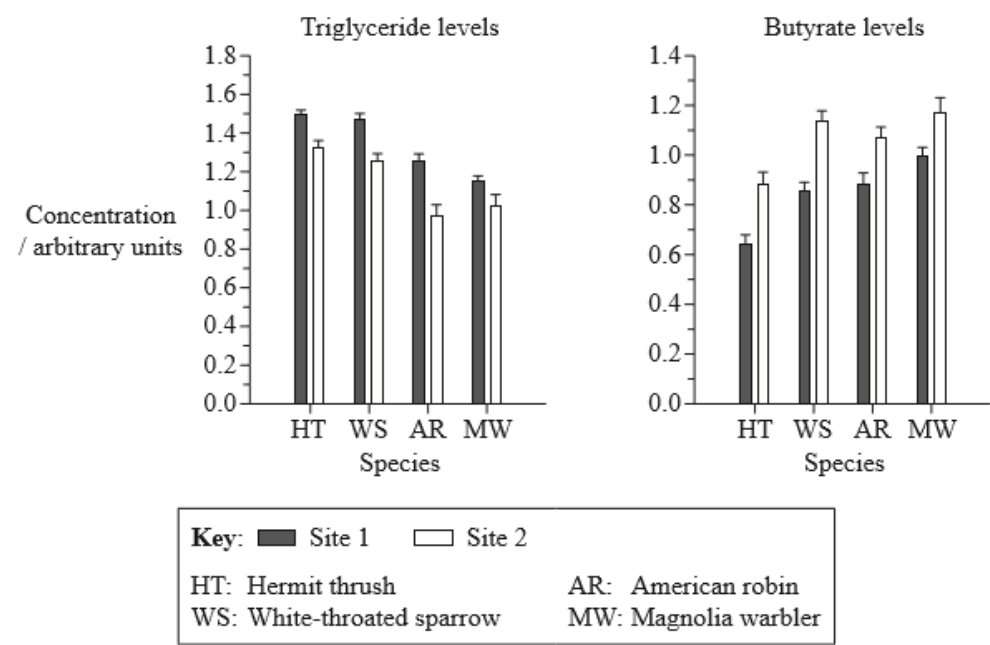 Triglyceride levels
Butyrate levels
1.8
1.6
1.4
1.2
1.0
0.8
0.6
0.4
0.2
0.0
Concentration
/ arbitrary units
HT WS AR MW
Species
1.4
1.2
1.0
0.8
0.6
0.4
0.2
0.0
HT WS AR MW
Species
Key: Site 1 Site 2
HT: Hermit thrush AR: American robin
WS: White-throated sparrow MW: Magnolia warbler